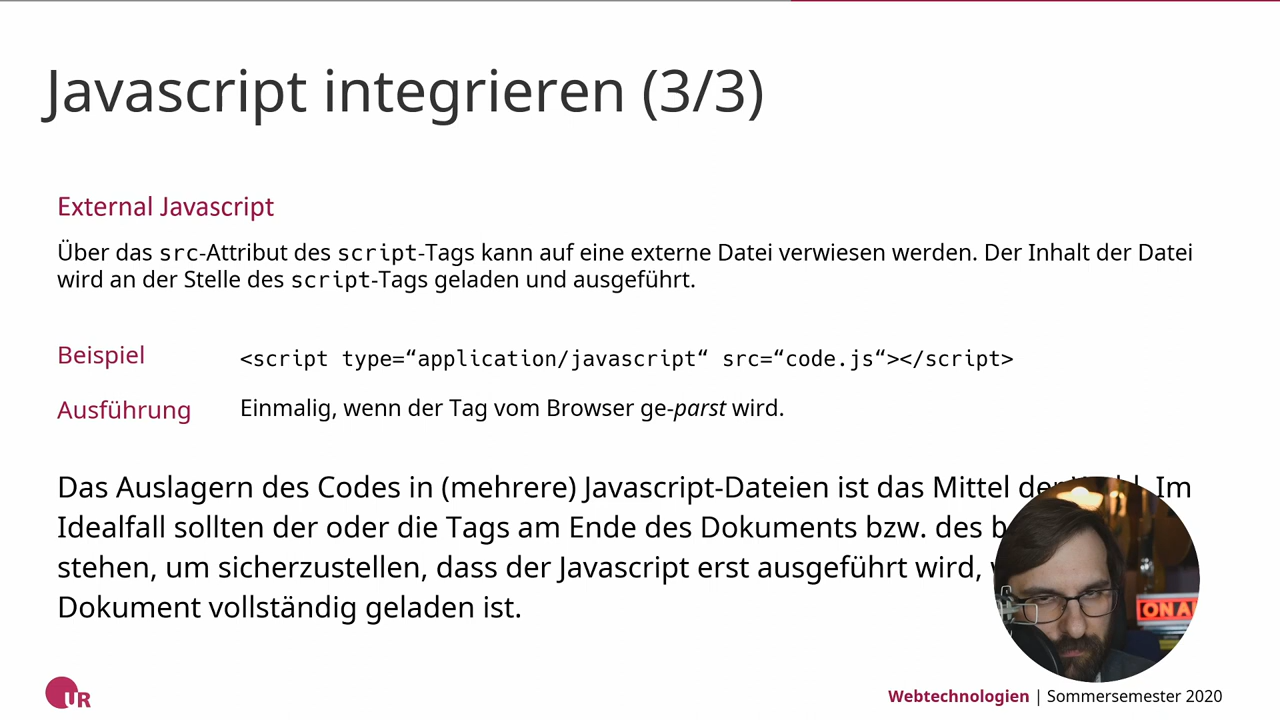 Javascript integrieren (3/3)
External Javascript
Über das src-Attribut des script-Tags kann auf eine externe Datei verwiesen werden. Der Inhalt der Datei
wird an der Stelle des script-Tags geladen und ausgeführt.
Beispiel <script type=“application/javascript“ src=“code.js“></script>
Ausführung Einmalig, wenn der Tag vom Browser ge-parst wird.
Das Auslagern des Codes in (mehrere) Javascript-Dateien ist das Mittel der Im
Idealfall sollten der oder die Tags am Ende des Dokuments bzw. des
stehen, um sicherzustellen, dass der Javascript erst ausgeführt wird,
Dokument vollständig geladen ist.
ON A
UR
Webtechnologien | Sommersemester 2020